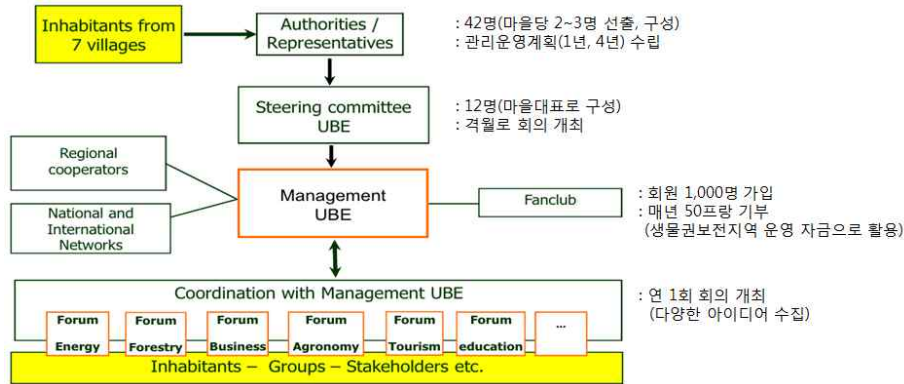 Inhabitants from
7 villages
Authorities /
Representatives
: 42명(마을당 2~3명 선출, 구성)
: 관리운영계획(1년, 4년) 수립
Steering committee
UBE
: 12명(마을대표로 구성)
: 격월로 회의 개최
Regional
cooperators
National and
International
Networks
Management
UBE
Fanclub
: 회원 1,000명 가입
: 매년 50프랑 기부
(생물권보전지역 운영 자금으로 활용)
Coordination with Management UBE
: 연 1회 회의 개최
(다양한 아이디어 수집)
Forum
Energy
Forum
Forestry
Forum
Business
Forum
Agronomy
Forum
Tourism
Forum
education
...
Inhabitants – Groups – Stakeholders etc.